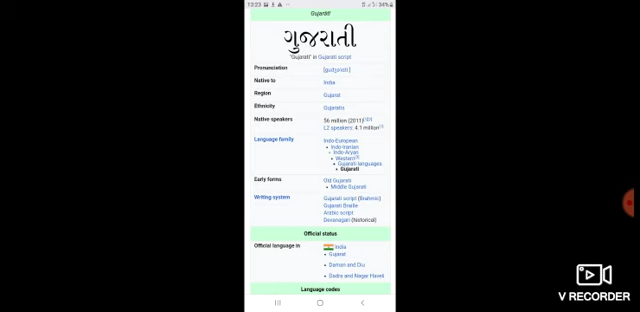 12:23 34%
Gujarati
ગુજરાતી
"Gujarati" in Gujarati script
Pronunciation [ɡudʒəɾɑti]
Native to India
Region Gujarat
Ethnicity Gujaratis
Native speakers 56 million (2011)
L2 speakers: 4.1 million
Language family Indo-European
• Indo-Iranian
• Indo-Aryan
• Western
• Gujarati languages
• Gujarati
Early forms Old Gujarati
• Middle Gujarati
Writing system Gujarati script (Brahmic)
Gujarati Braille
Arabic script
Devanagari (historical)
Official status
Official language in India
• Gujarat
• Daman and Diu
• Dadra and Nagar Haveli
Language codes
V RECORDER